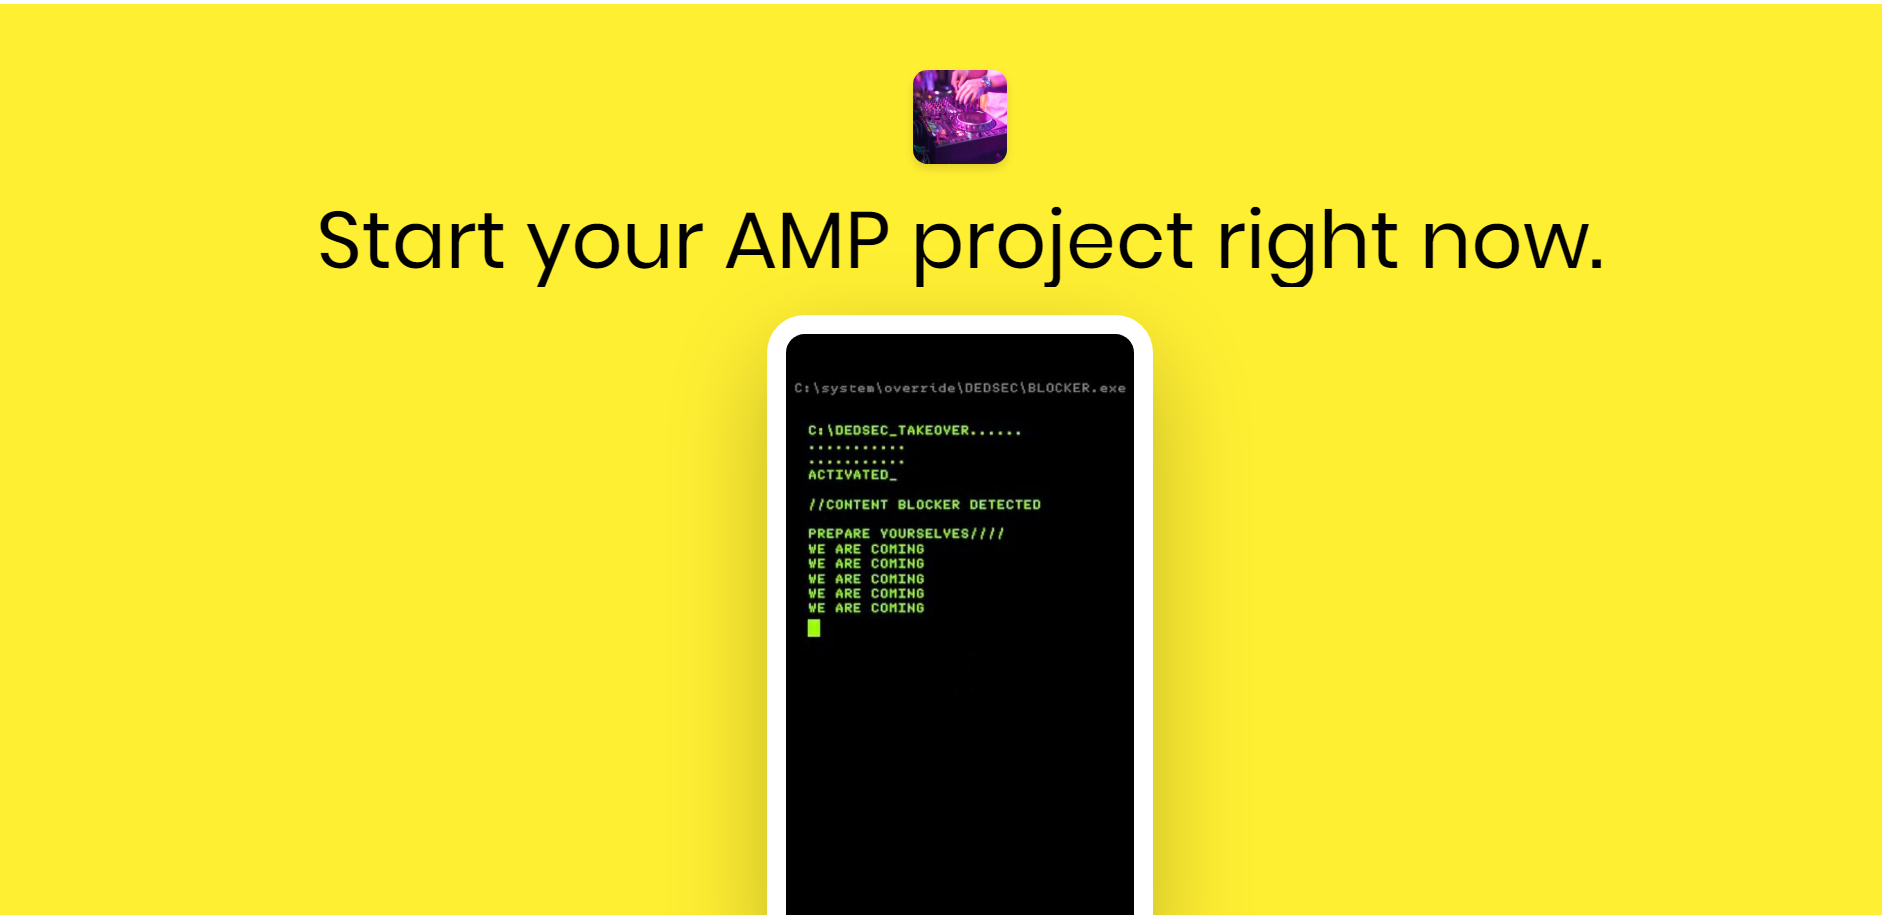 Start your AMP project right now.
C:\system\override\DEDSEC\BLOCKER.exe
C:\DEDSEC_TAKEOVER......
...........
...........
ACTIVATED_
//CONTENT BLOCKER DETECTED
PREPARE YOURSELVES////
WE ARE COMING
WE ARE COMING
WE ARE COMING
WE ARE COMING
WE ARE COMING